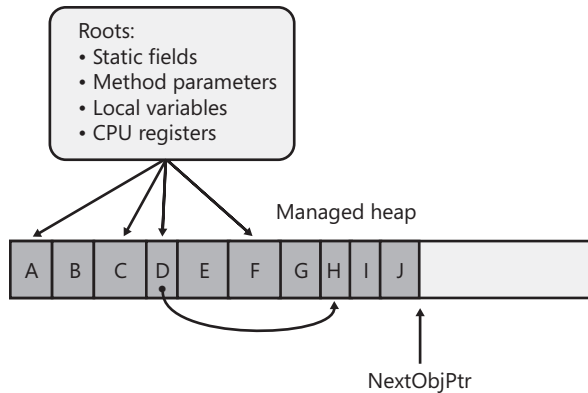 Roots:
• Static fields
• Method parameters
• Local variables
• CPU registers
Managed heap
A B C D E F G H I J
NextObjPtr